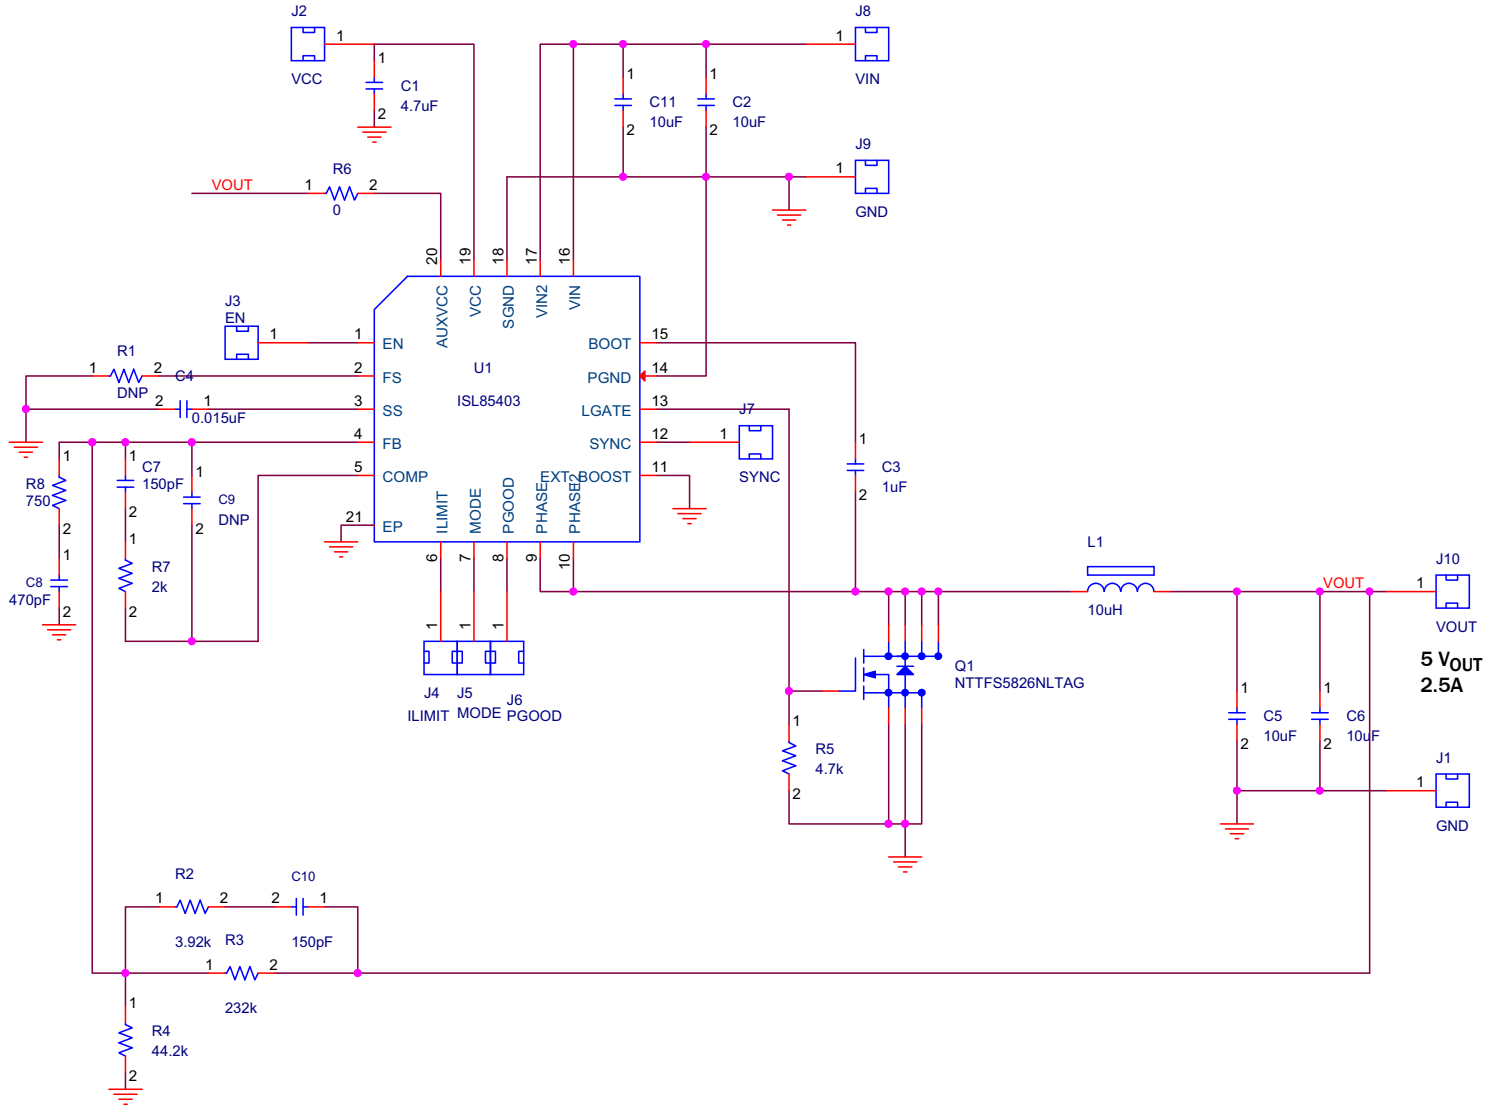 J2
1
VCC
1
C1
4.7uF
2
J8
1
VIN
1
C11
10uF
2
1
C2
10uF
2
J9
1
GND
VOUT
1
R6
2
0
20
19
18
17
16
AUXVCC
VCC
SGND
VIN2
VIN
J3
EN
1
1
EN
R1
1
2
DNP
2
FS
C4
2
1
0.015uF
3
SS
4
FB
5
COMP
21
EP
U1
ISL85403
BOOT
15
PGND
14
LGATE
13
SYNC
12
EXT_BOOST
11
ILIMIT
MODE
PGOOD
PHASE
PHASE2
6
7
8
9
10
1
1
1
J4
ILIMIT
J5
MODE
J6
PGOOD
J7
1
SYNC
1
C3
1uF
2
1
R8
750
2
1
C8
470pF
2
1
C7
150pF
2
1
R7
2k
2
1
C9
DNP
2
L1
10uH
Q1
NTTFS5826NLTAG
1
R5
4.7k
2
VOUT
J10
1
VOUT
5 VOUT
2.5A
1
C5
10uF
2
1
C6
10uF
2
J1
1
GND
R2
1
2
3.92k
C10
2
1
150pF
R3
1
2
232k
1
R4
44.2k
2